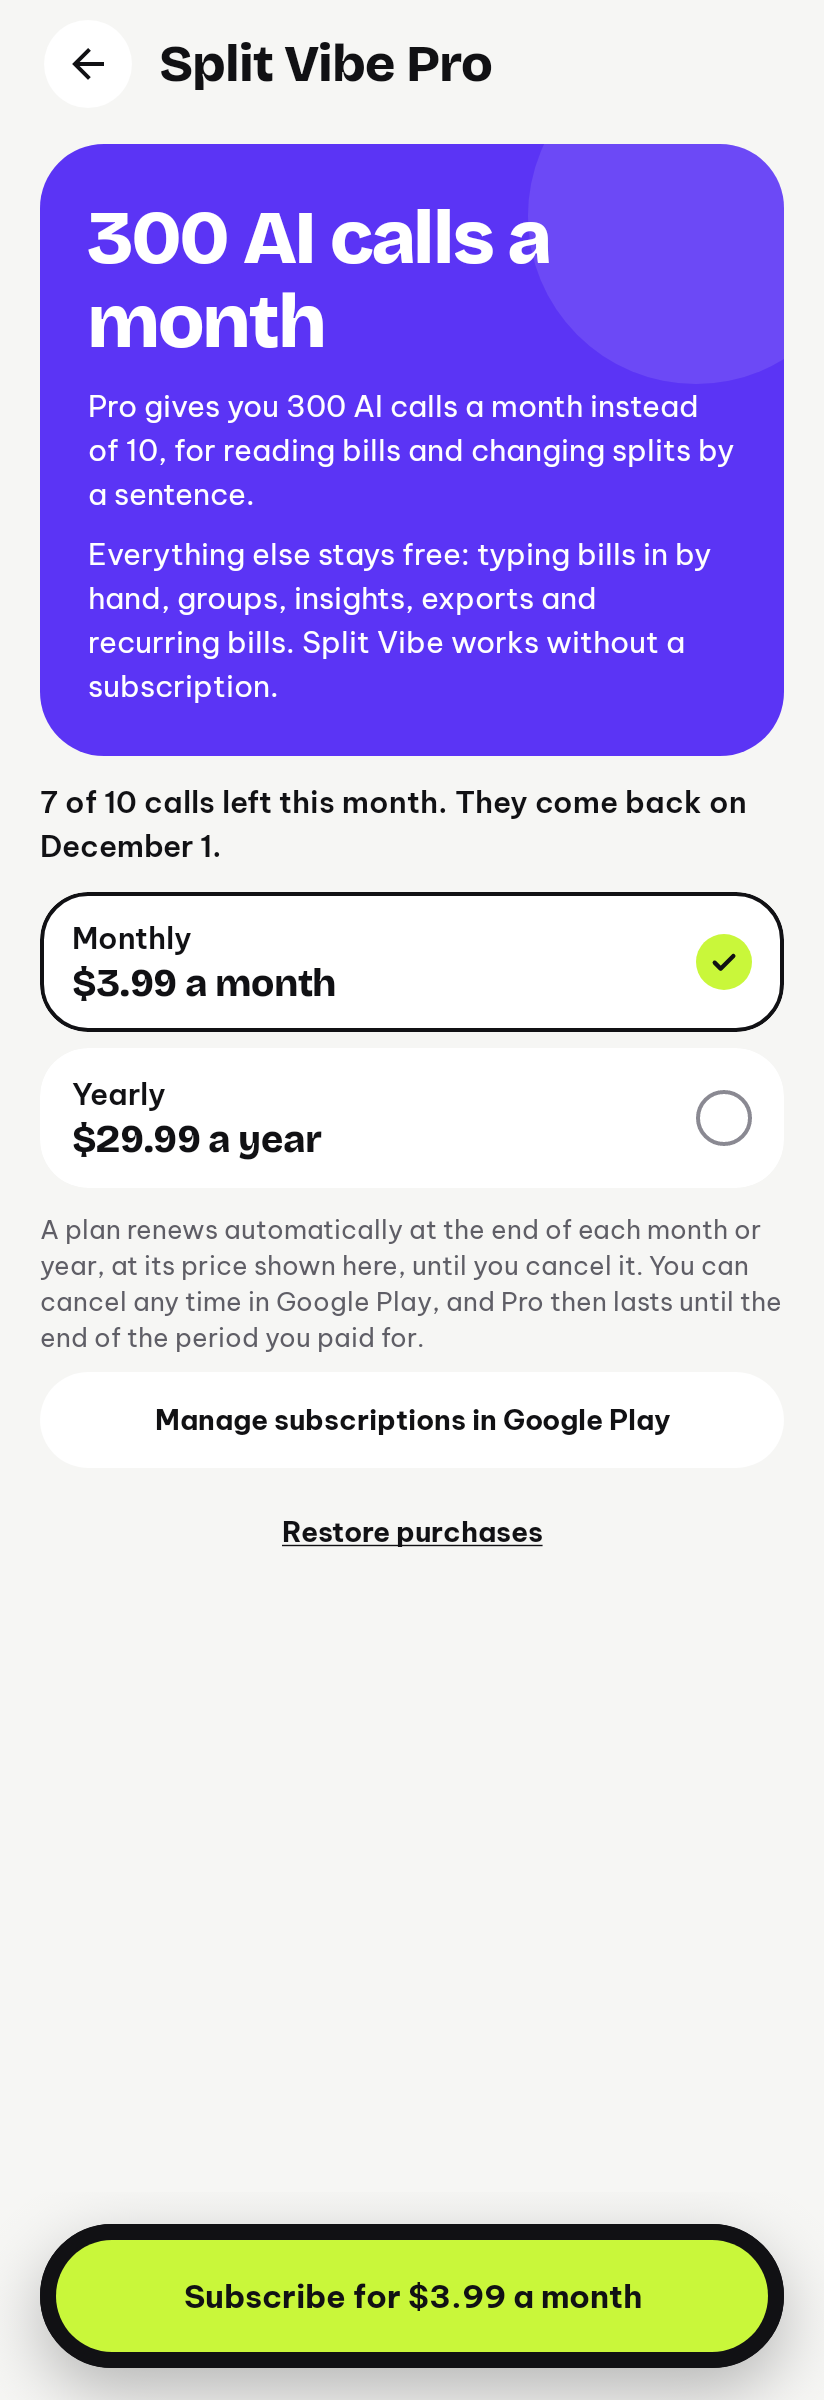 Split Vibe Pro
300 AI calls a
month
Pro gives you 300 AI calls a month instead
of 10, for reading bills and changing splits by
a sentence.
Everything else stays free: typing bills in by
hand, groups, insights, exports and
recurring bills. Split Vibe works without a
subscription.
7 of 10 calls left this month. They come back on
December 1.
Monthly
$3.99 a month
Yearly
$29.99 a year
A plan renews automatically at the end of each month or
year, at its price shown here, until you cancel it. You can
cancel any time in Google Play, and Pro then lasts until the
end of the period you paid for.
Manage subscriptions in Google Play
Restore purchases
Subscribe for $3.99 a month